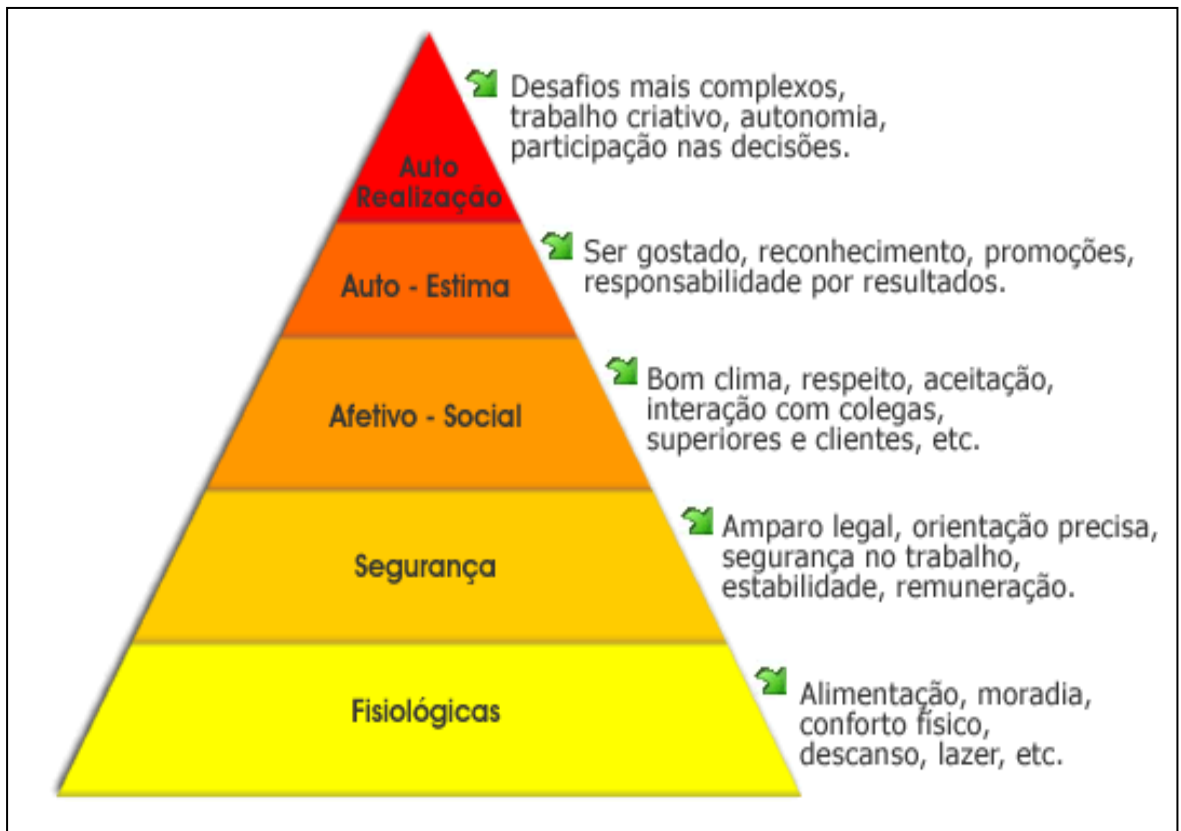 Desafios mais complexos,
trabalho criativo, autonomia,
participação nas decisões.
Auto
Realização
Ser gostado, reconhecimento, promoções,
responsabilidade por resultados.
Auto - Estima
Bom clima, respeito, aceitação,
interação com colegas,
superiores e clientes, etc.
Afetivo - Social
Amparo legal, orientação precisa,
segurança no trabalho,
estabilidade, remuneração.
Segurança
Alimentação, moradia,
conforto físico,
descanso, lazer, etc.
Fisiológicas